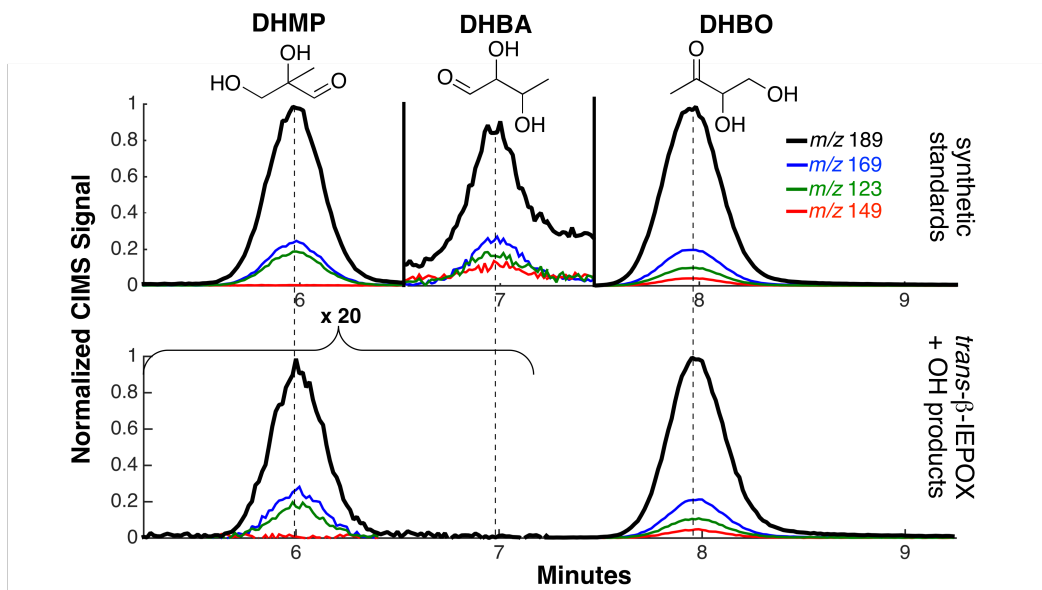 DHMP DHBA DHBO
OH
HO
O
OH
O
OH
O
OH
OH
1
0.8
0.6
0.4
0.2
0
m/z 189
m/z 169
m/z 123
m/z 149
synthetic
standards
6 7 8 9
x 20
Normalized CIMS Signal
1
0.8
0.6
0.4
0.2
0
trans-β-IEPOX
+ OH products
6 7 8 9
Minutes